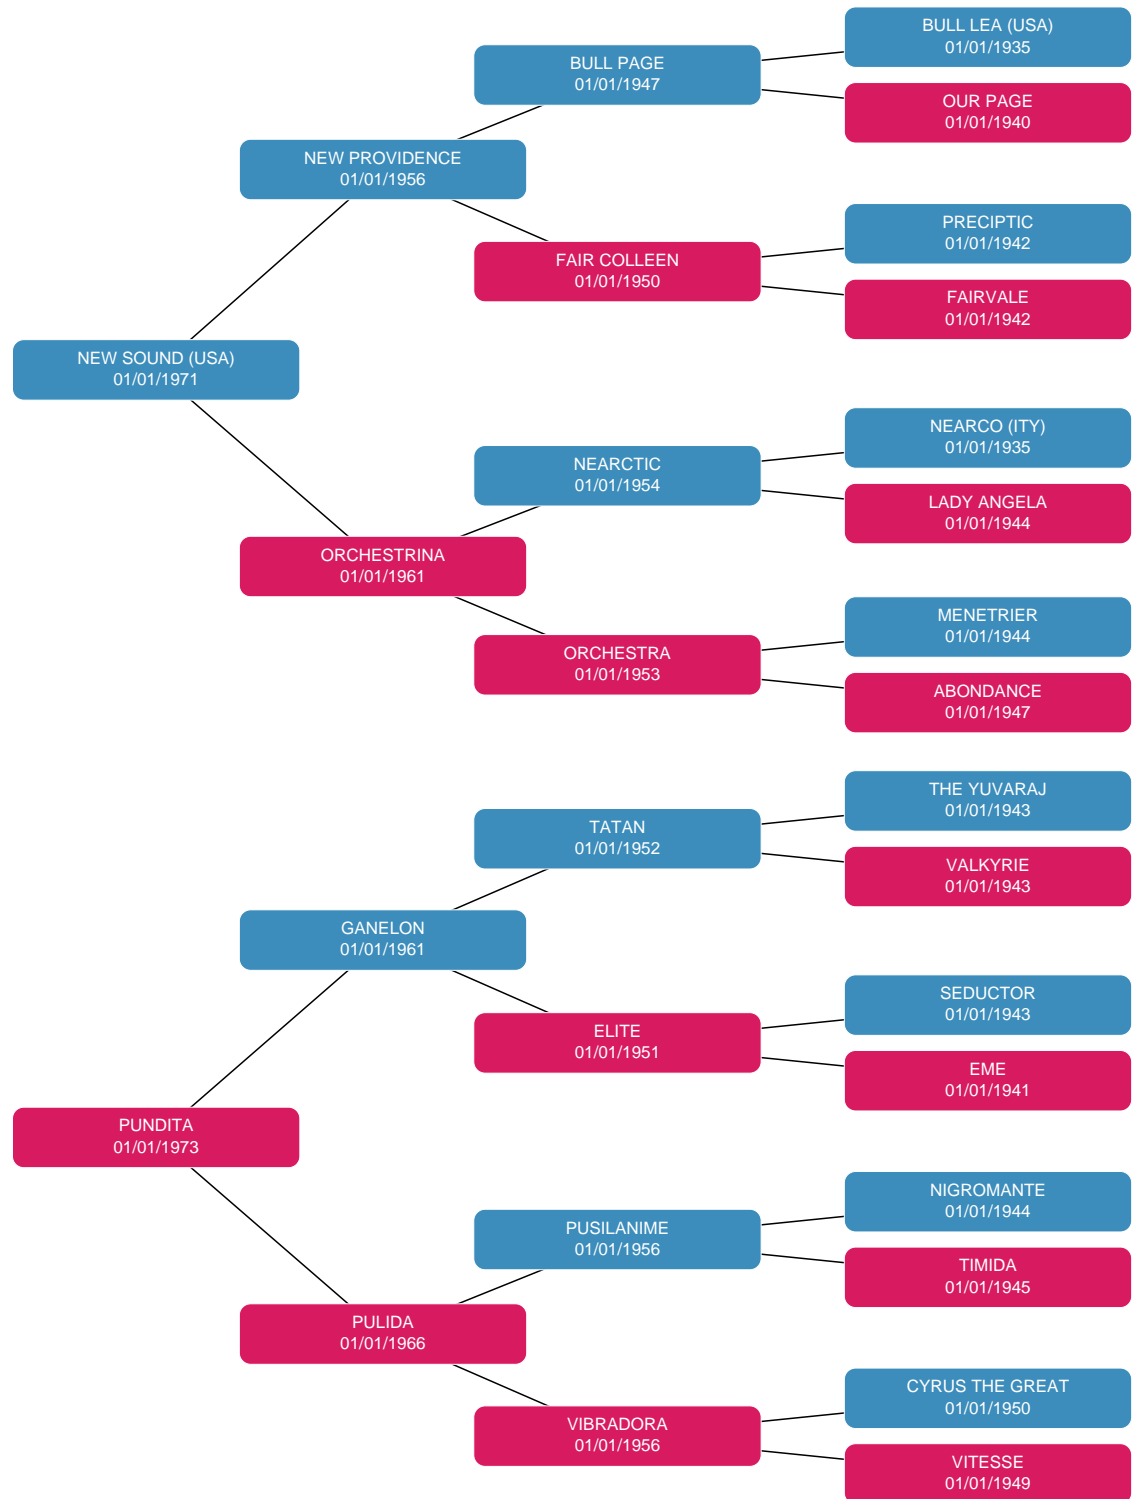 BULL LEA (USA)
01/01/1935
BULL PAGE
01/01/1947
OUR PAGE
01/01/1940
NEW PROVIDENCE
01/01/1956
PRECIPTIC
01/01/1942
FAIR COLLEEN
01/01/1950
FAIRVALE
01/01/1942
NEW SOUND (USA)
01/01/1971
NEARCO (ITY)
01/01/1935
NEARCTIC
01/01/1954
LADY ANGELA
01/01/1944
ORCHESTRINA
01/01/1961
MENETRIER
01/01/1944
ORCHESTRA
01/01/1953
ABONDANCE
01/01/1947
THE YUVARAJ
01/01/1943
TATAN
01/01/1952
VALKYRIE
01/01/1943
GANELON
01/01/1961
SEDUCTOR
01/01/1943
ELITE
01/01/1951
EME
01/01/1941
PUNDITA
01/01/1973
NIGROMANTE
01/01/1944
PUSILANIME
01/01/1956
TIMIDA
01/01/1945
PULIDA
01/01/1966
CYRUS THE GREAT
01/01/1950
VIBRADORA
01/01/1956
VITESSE
01/01/1949